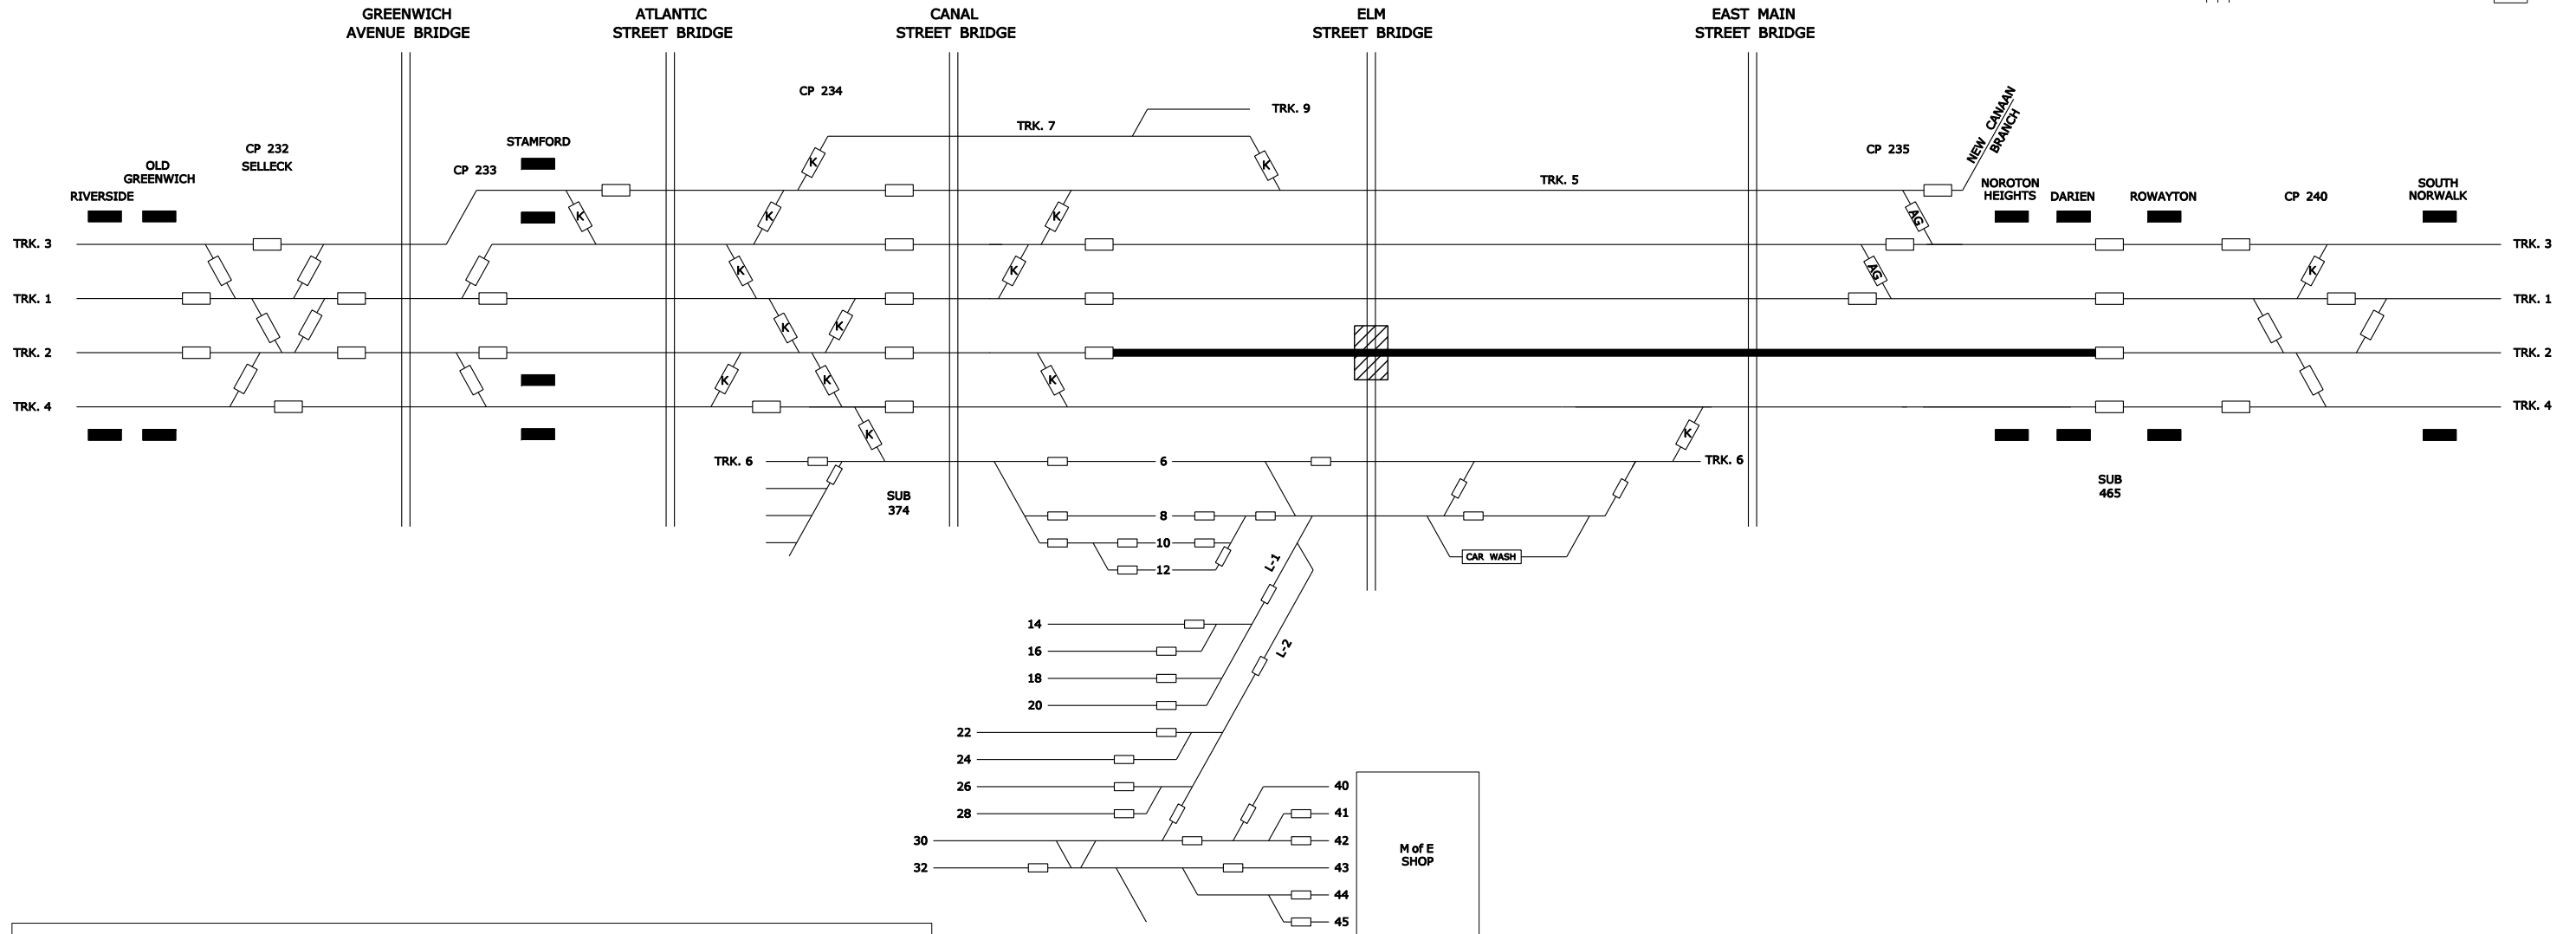 GREENWICH
AVENUE BRIDGE
ATLANTIC
STREET BRIDGE
CANAL
STREET BRIDGE
ELM
STREET BRIDGE
EAST MAIN
STREET BRIDGE
CP 234
TRK. 9
TRK. 7
NEW CANAAN
BRANCH
STAMFORD
CP 232
SELLECK
CP 233
CP 235
OLD
GREENWICH
RIVERSIDE
TRK. 5
NOROTON
HEIGHTS
DARIEN
ROWAYTON
CP 240
SOUTH
NORWALK
K
K
K
K
K
AG
TRK. 3
TRK. 3
K
K
AG
K
TRK. 1
TRK. 1
K
K
TRK. 2
TRK. 2
K
K
K
TRK. 4
TRK. 4
K
K
TRK. 6
6
TRK. 6
SUB
374
SUB
465
8
10
CAR WASH
12
L-1
14
16
L-2
18
20
22
24
26
28
30
32
40
41
42
43
44
45
M of E
SHOP